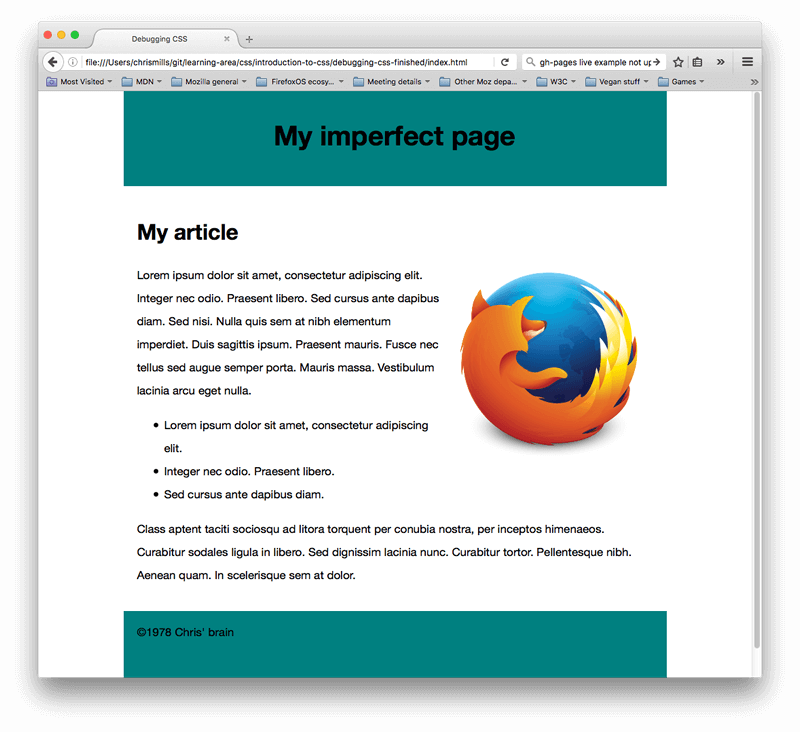 Debugging CSS
file:///Users/chrismills/git/learning-area/css/introduction-to-css/debugging-css-finished/index.html
gh-pages live example not up
Most Visited MDN Mozilla general FirefoxOS ecosy... Meeting details Other Moz depa... W3C Vegan stuff Games
My imperfect page
My article
Lorem ipsum dolor sit amet, consectetur adipiscing elit.
Integer nec odio. Praesent libero. Sed cursus ante dapibus
diam. Sed nisi. Nulla quis sem at nibh elementum
imperdiet. Duis sagittis ipsum. Praesent mauris. Fusce nec
tellus sed augue semper porta. Mauris massa. Vestibulum
lacinia arcu eget nulla.
• Lorem ipsum dolor sit amet, consectetur adipiscing
elit.
• Integer nec odio. Praesent libero.
• Sed cursus ante dapibus diam.
Class aptent taciti sociosqu ad litora torquent per conubia nostra, per inceptos himenaeos.
Curabitur sodales ligula in libero. Sed dignissim lacinia nunc. Curabitur tortor. Pellentesque nibh.
Aenean quam. In scelerisque sem at dolor.
©1978 Chris' brain